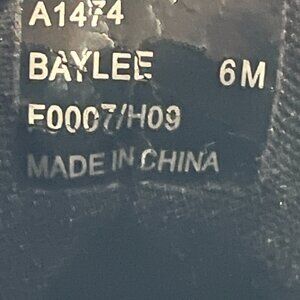 A1474
BAYLEE 6M
F0007/H09
MADE IN CHINA